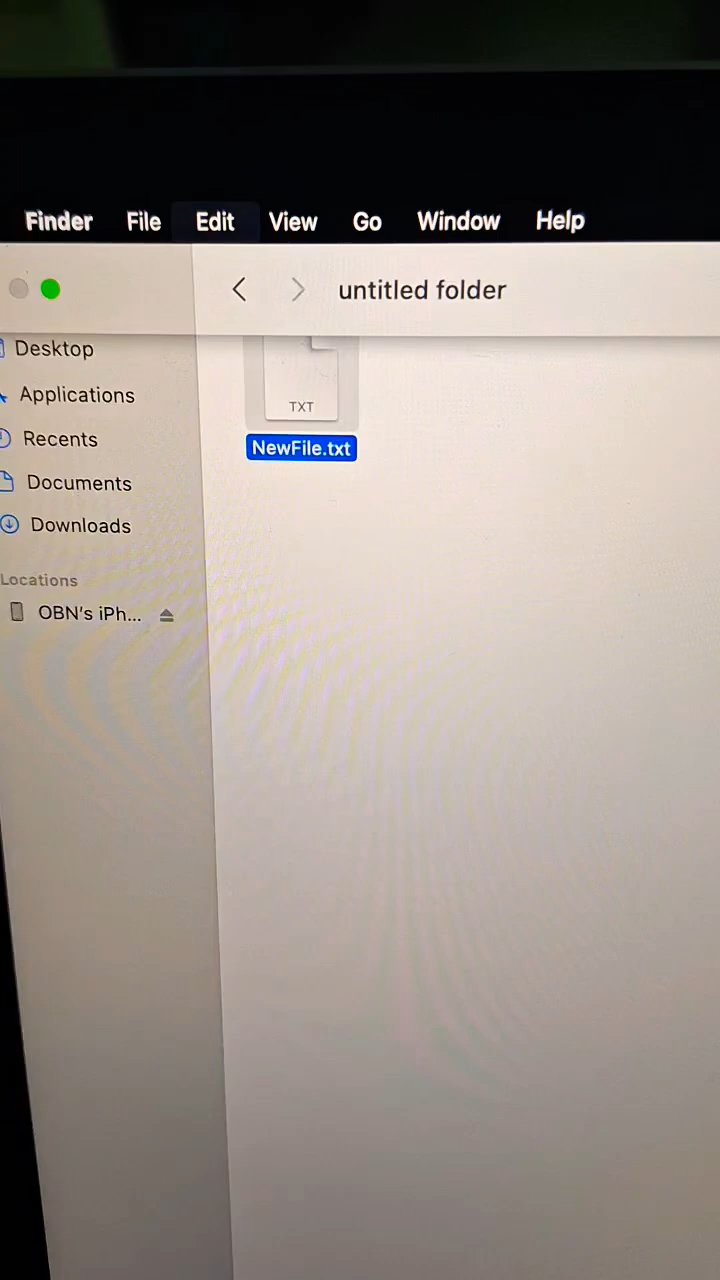 Finder File Edit View Go Window Help
untitled folder
Desktop
Applications
Recents
Documents
Downloads
Locations
OBN's iPh...
TXT
NewFile.txt